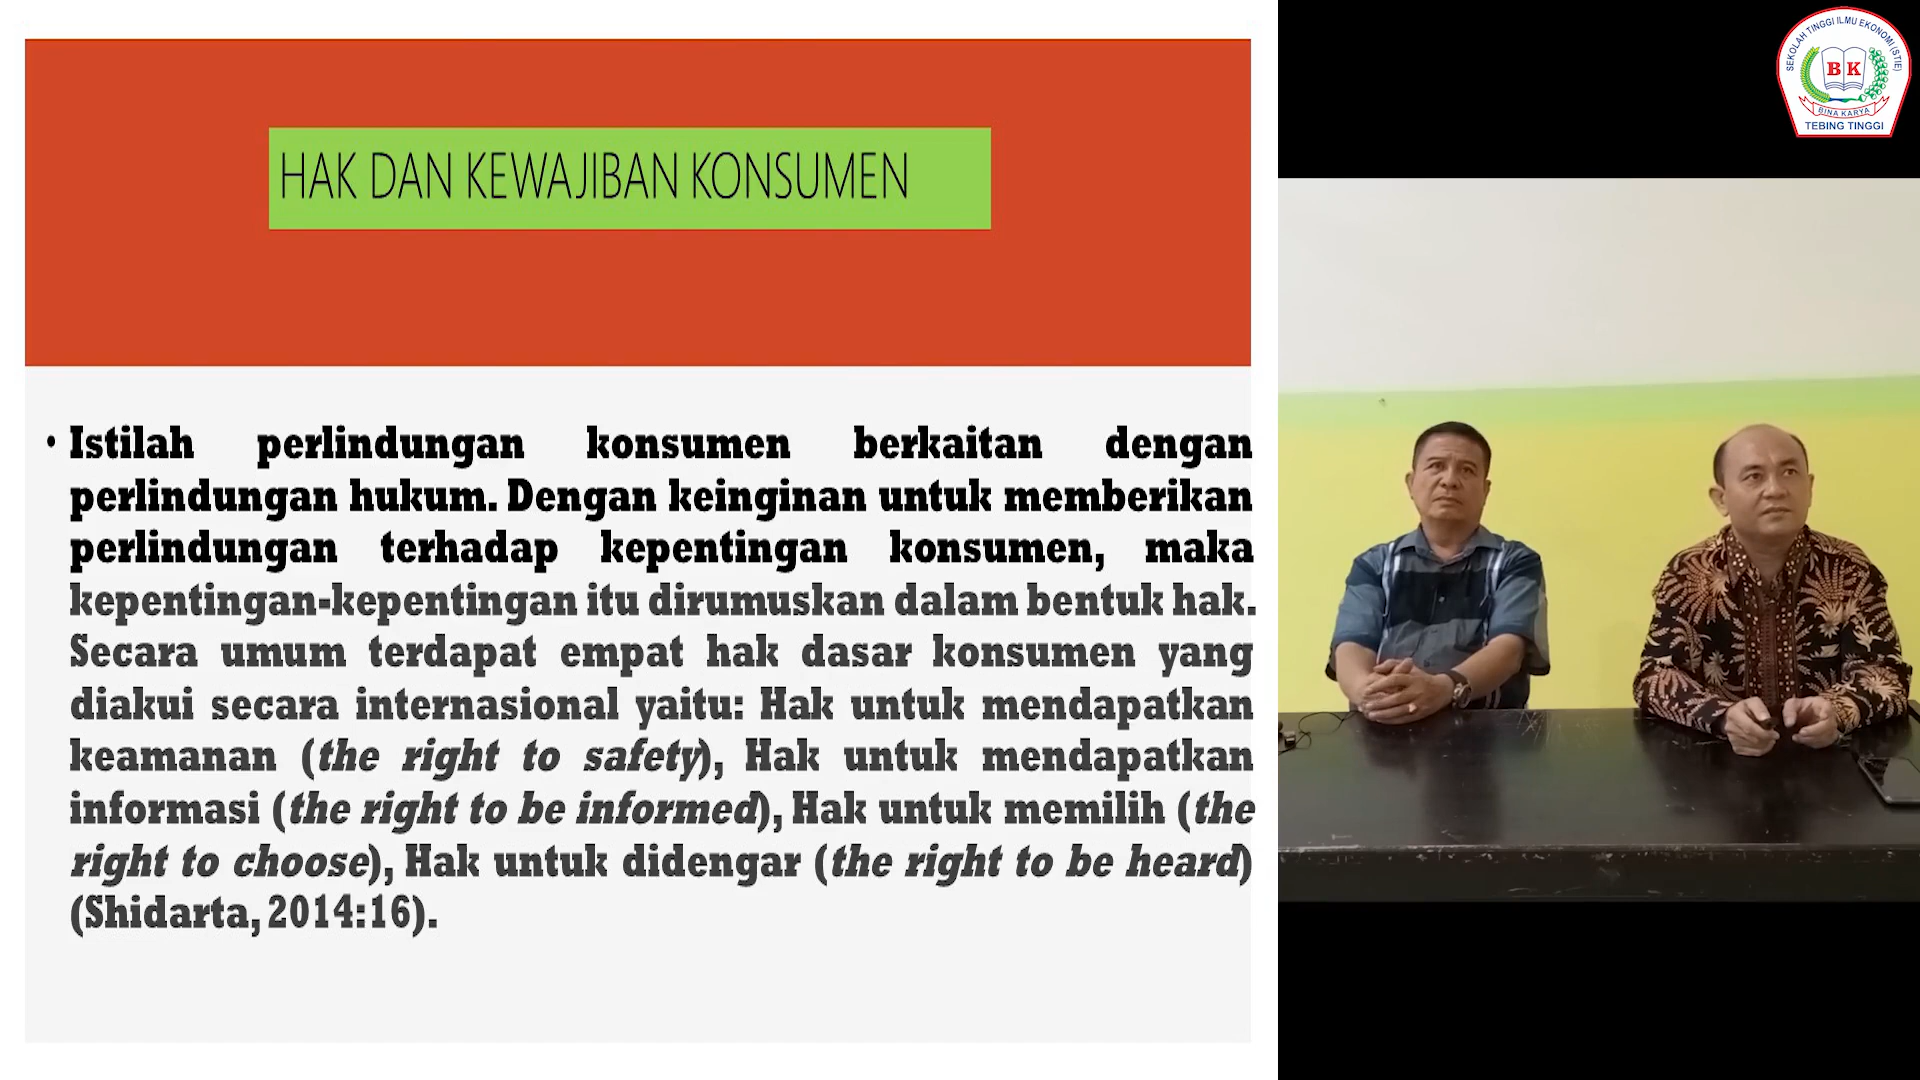 HAK DAN KEWAJIBAN KONSUMEN
• Istilah perlindungan konsumen berkaitan dengan
perlindungan hukum. Dengan keinginan untuk memberikan
perlindungan terhadap kepentingan konsumen, maka
kepentingan-kepentingan itu dirumuskan dalam bentuk hak.
Secara umum terdapat empat hak dasar konsumen yang
diakui secara internasional yaitu: Hak untuk mendapatkan
keamanan (the right to safety), Hak untuk mendapatkan
informasi (the right to be informed), Hak untuk memilih (the
right to choose), Hak untuk didengar (the right to be heard)
(Shidarta, 2014:16).
SEKOLAH TINGGI ILMU EKONOMI (STIE)
BK
BINA KARYA
TEBING TINGGI